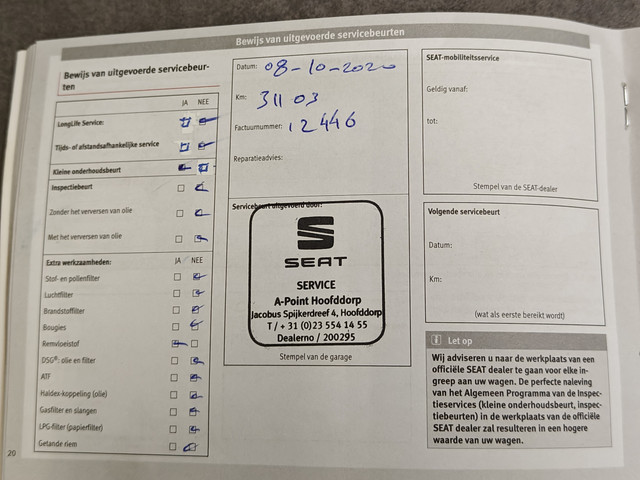 Bewijs van uitgevoerde servicebeurten
Bewijs van uitgevoerde servicebeur-
ten
JA NEE
LongLife Service:
Tijds- of afstandsafhankelijke service
Kleine onderhoudsbeurt
Inspectiebeurt
Zonder het verversen van olie
Met het verversen van olie
Extra werkzaamheden: JA NEE
Stof- en pollenfilter
Luchtfilter
Brandstoffilter
Bougies
Remvloeistof
DSG®: olie en filter
ATF
Haldex-koppeling (olie)
Gasfilter en slangen
LPG-filter (papierfilter)
Getande riem
20
Datum: 08-10-2020
Km: 31103
Factuurnummer: 12446
Reparatieadvies:
Servicebeurt uitgevoerd door:
SEAT
SERVICE
A-Point Hoofddorp
Jacobus Spijkerdreef 4, Hoofddorp
T / + 31 (0)23 554 14 55
Dealerno / 200295
Stempel van de garage
SEAT-mobiliteitsservice
Geldig vanaf:
tot:
Stempel van de SEAT-dealer
Volgende servicebeurt
Datum:
Km:
(wat als eerste bereikt wordt)
Let op
Wij adviseren u naar de werkplaats van een
officiële SEAT dealer te gaan voor elke in-
greep aan uw wagen. De perfecte naleving
van het Algemeen Programma van de Inspec-
tieservices (kleine onderhoudsbeurt, inspec-
tiebeurten) in de werkplaats van de officiële
SEAT dealer zal resulteren in een hogere
waarde van uw wagen.